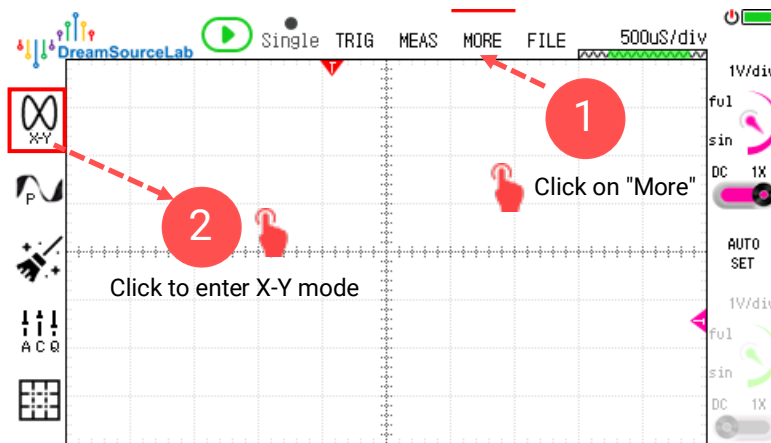 DreamSourceLab Single TRIG MEAS MORE FILE 500uS/div
T
1V/div
ful
sin
DC 1X
X-Y
1
Click on "More"
P
2
AUTO
SET
Click to enter X-Y mode
1V/div
ful
sin
A C Q
DC 1X